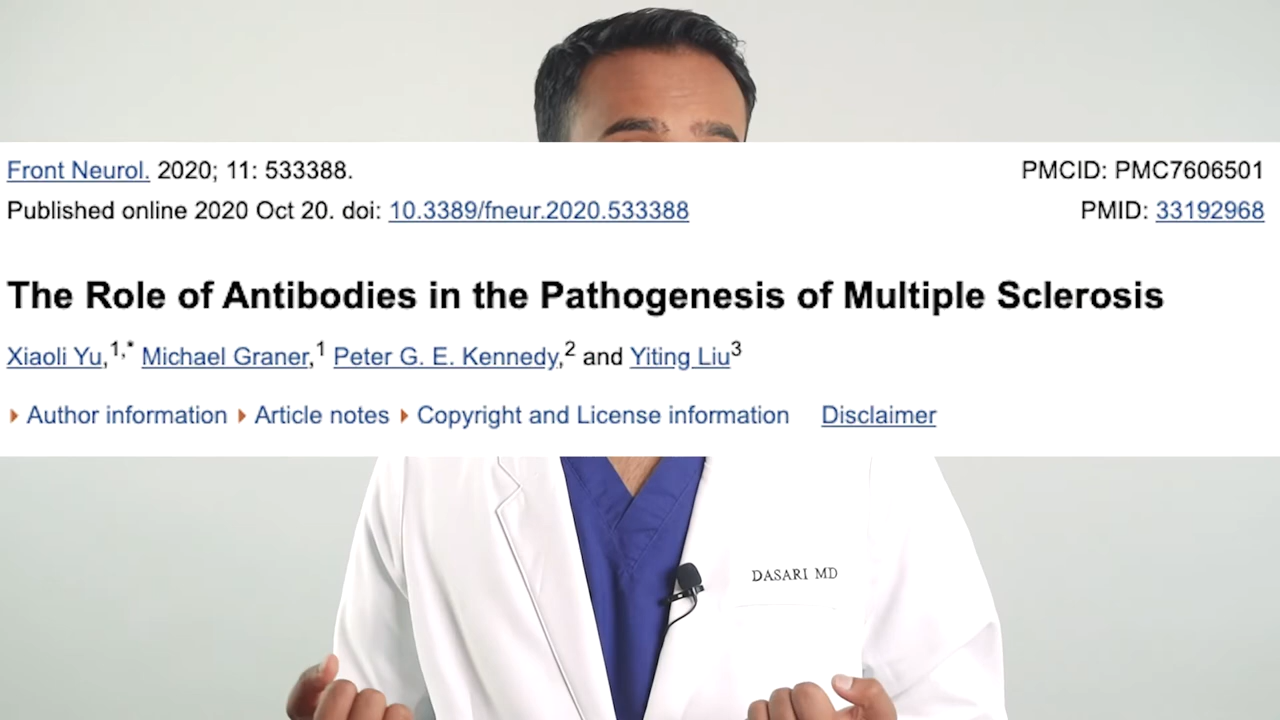 Front Neurol. 2020; 11: 533388. PMCID: PMC7606501
Published online 2020 Oct 20. doi: 10.3389/fneur.2020.533388 PMID: 33192968
The Role of Antibodies in the Pathogenesis of Multiple Sclerosis
Xiaoli Yu,1,* Michael Graner,1 Peter G. E. Kennedy,2 and Yiting Liu3
Author information Article notes Copyright and License information Disclaimer
DASARI MD